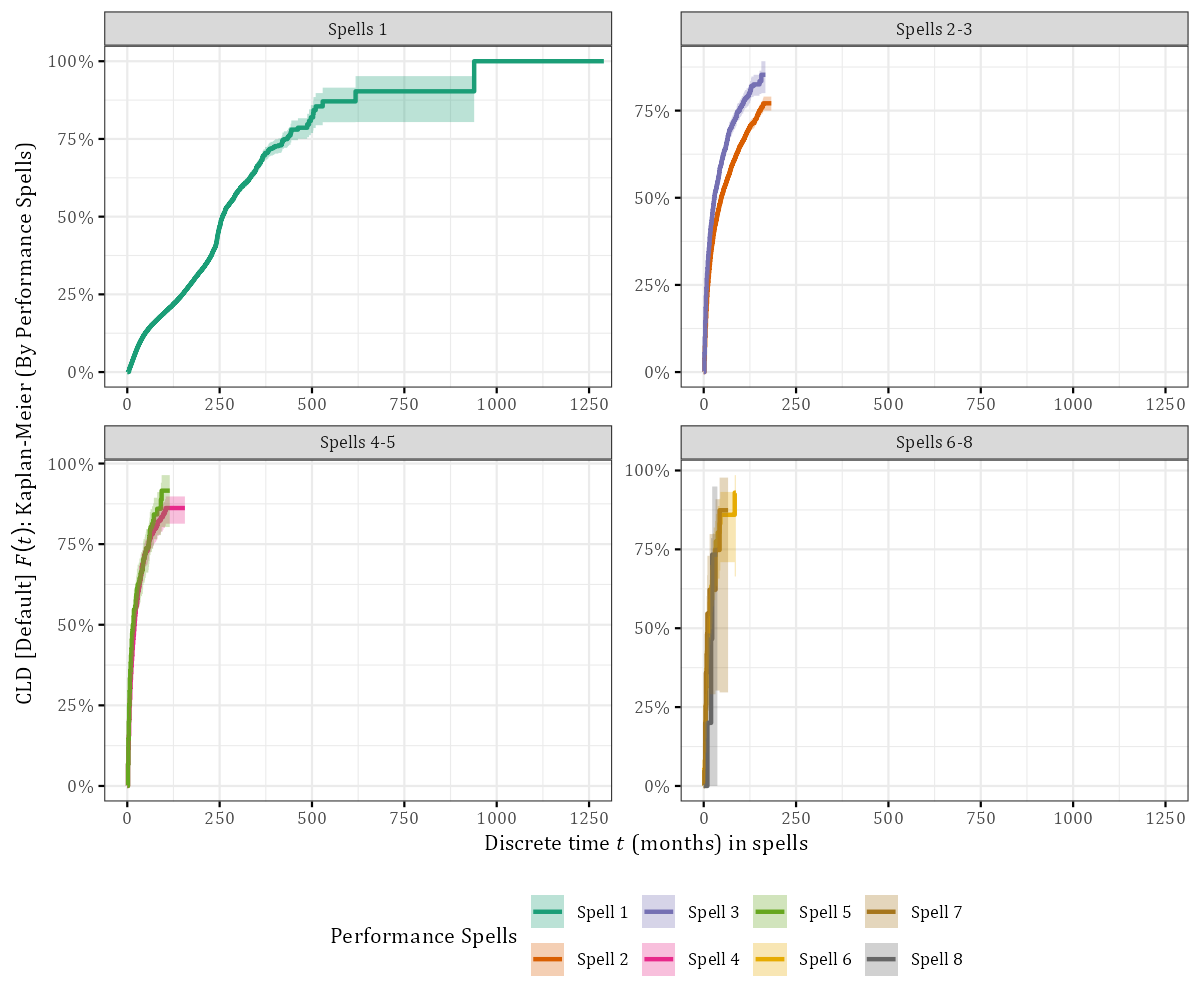 Spells 1
Spells 2-3
CLD [Default] F(t): Kaplan-Meier (By Performance Spells)
100%
75%
50%
25%
0%
75%
50%
25%
0%
0 250 500 750 1000 1250
0 250 500 750 1000 1250
Spells 4-5
Spells 6-8
100%
75%
50%
25%
0%
100%
75%
50%
25%
0%
0 250 500 750 1000 1250
0 250 500 750 1000 1250
Discrete time t (months) in spells
Performance Spells
Spell 1 Spell 3 Spell 5 Spell 7
Spell 2 Spell 4 Spell 6 Spell 8